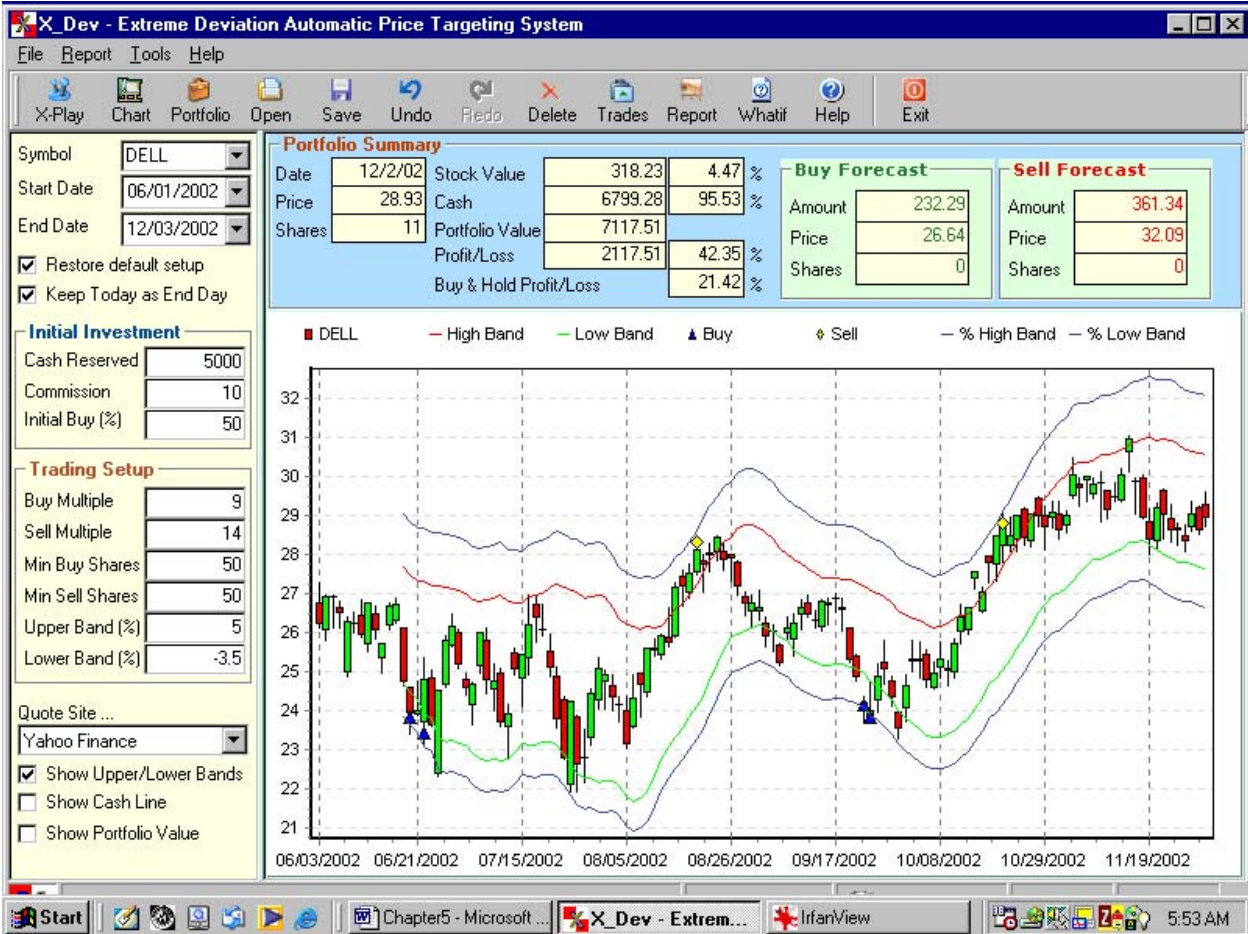 X_Dev - Extreme Deviation Automatic Price Targeting System
File Report Tools Help
X-Play Chart Portfolio Open Save Undo Redo Delete Trades Report Whatif Help Exit
Symbol DELL
Start Date 06/01/2002
End Date 12/03/2002
Restore default setup
Keep Today as End Day
Initial Investment
Cash Reserved 5000
Commission 10
Initial Buy (%) 50
Trading Setup
Buy Multiple 9
Sell Multiple 14
Min Buy Shares 50
Min Sell Shares 50
Upper Band (%) 5
Lower Band (%) -3.5
Quote Site ...
Yahoo Finance
Show Upper/Lower Bands
Show Cash Line
Show Portfolio Value
Portfolio Summary
Date 12/2/02 Stock Value 318.23 4.47 %
Price 28.93 Cash 6799.28 95.53 %
Shares 11 Portfolio Value 7117.51
Profit/Loss 2117.51 42.35 %
Buy & Hold Profit/Loss 21.42 %
Buy Forecast
Amount 232.29
Price 26.64
Shares 0
Sell Forecast
Amount 361.34
Price 32.09
Shares 0
DELL High Band Low Band Buy Sell % High Band % Low Band
32
31
30
29
28
27
26
25
24
23
22
21
06/03/2002 06/21/2002 07/15/2002 08/05/2002 08/26/2002 09/17/2002 10/08/2002 10/29/2002 11/19/2002
Start Chapter5 - Microsoft ... X_Dev - Extrem... IrfanView 5:53 AM